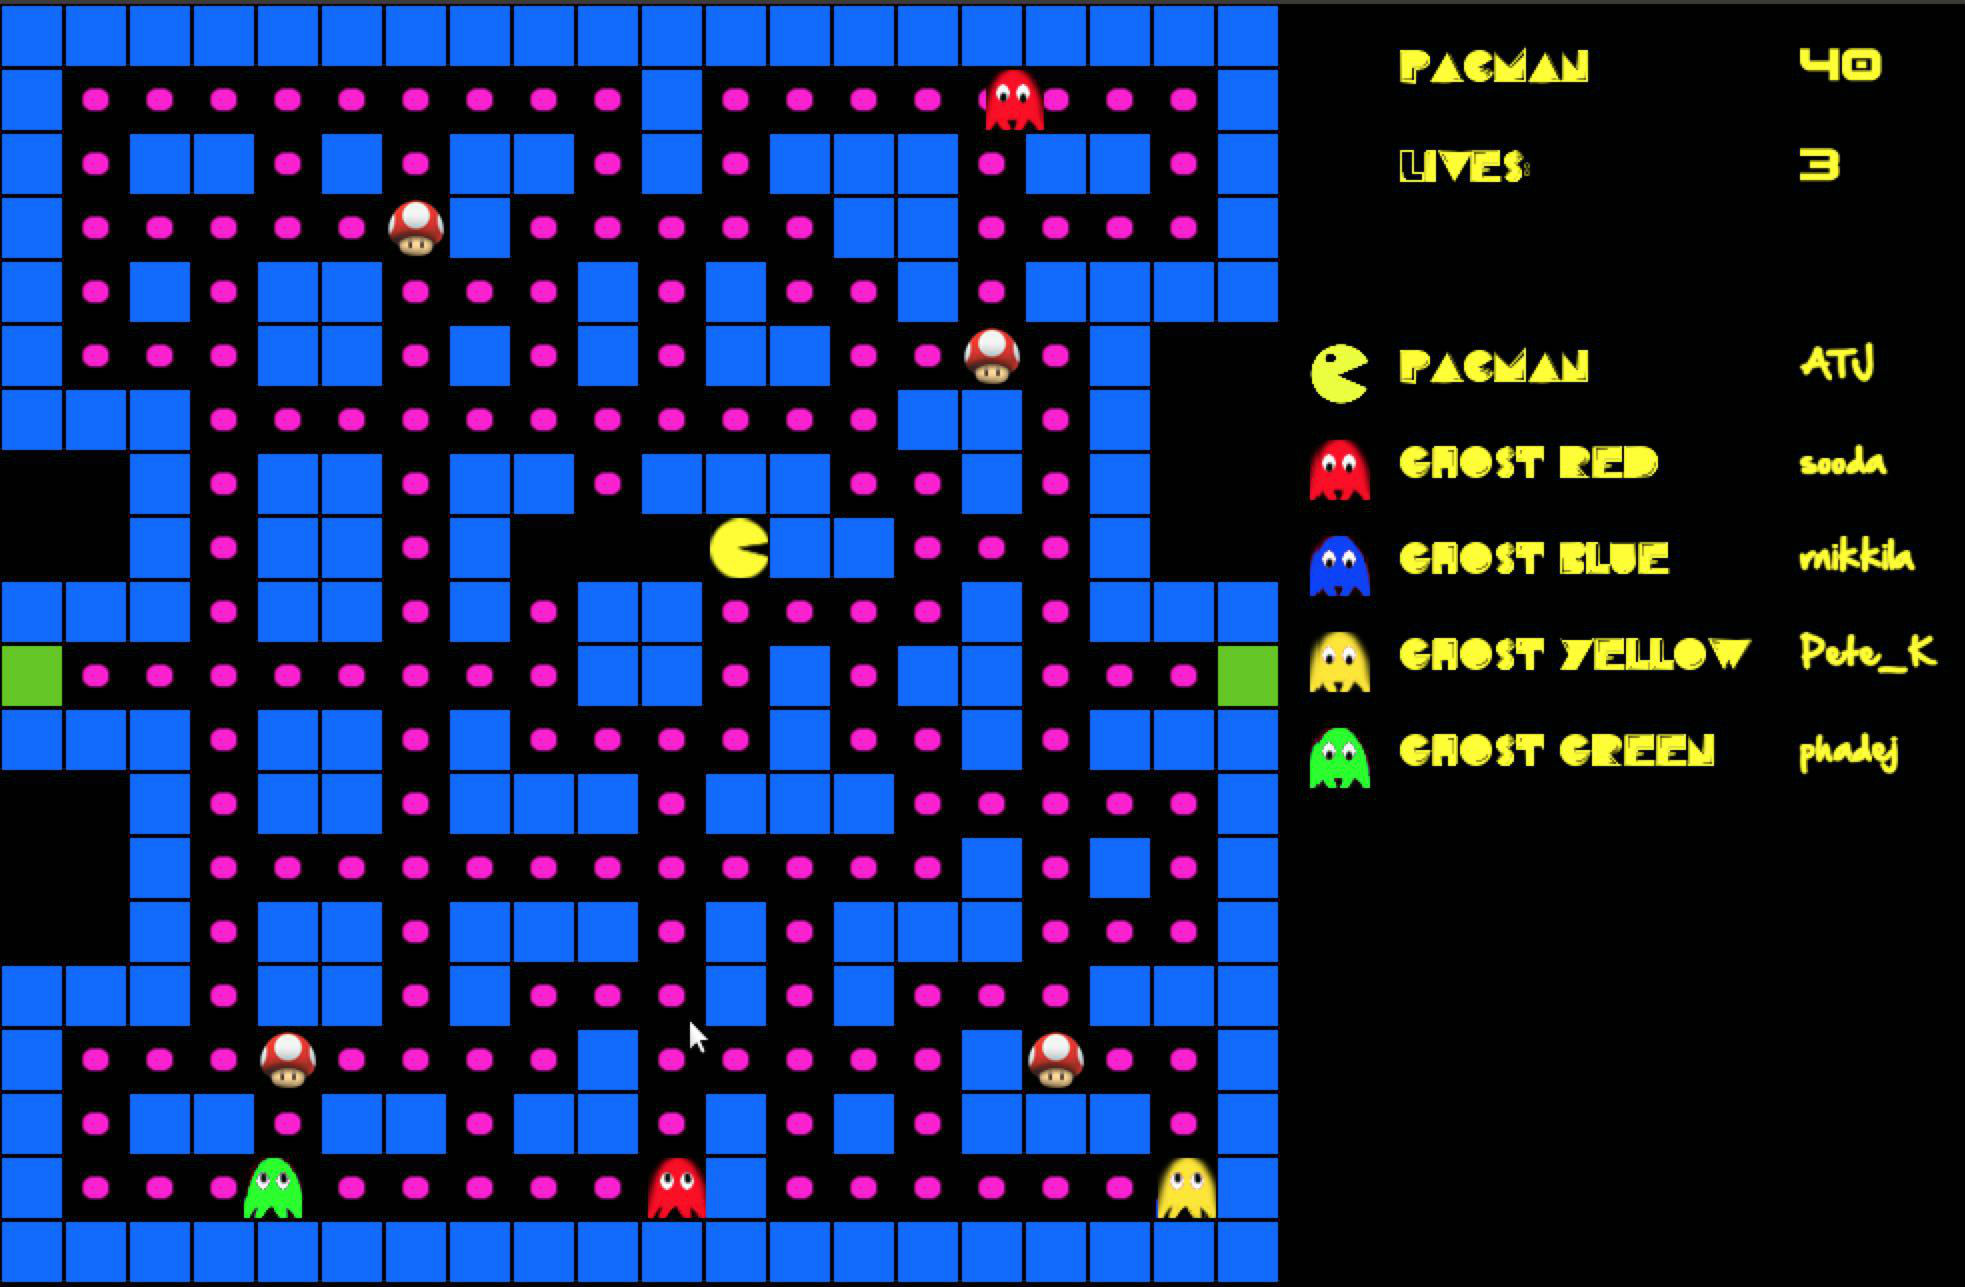 PACMAN 40
LIVES: 3
PACMAN ATJ
GHOST RED sooda
GHOST BLUE mikkila
GHOST YELLOW Pete_K
GHOST GREEN phadej